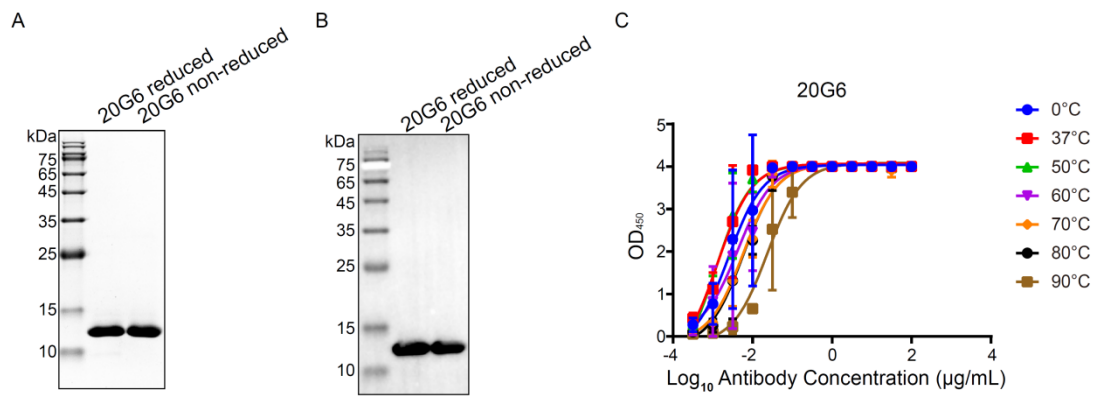 A
20G6 reduced
20G6 non-reduced
kDa
75
65
45
35
25
15
10
B
20G6 reduced
20G6 non-reduced
kDa
75
65
45
35
25
15
10
C
20G6
5
4
3
2
1
0
-4
-2
0
2
4
OD₄₅₀
Log₁₀ Antibody Concentration (µg/mL)
0°C
37°C
50°C
60°C
70°C
80°C
90°C